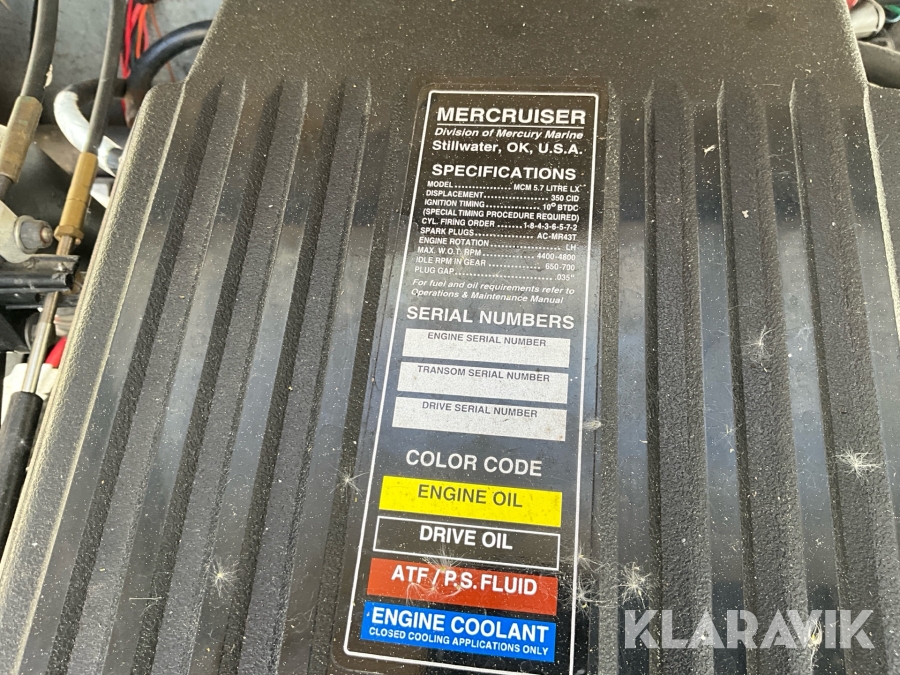 MERCRUISER
Division of Mercury Marine
Stillwater, OK, U.S.A.
SPECIFICATIONS
MODEL................. MCM 5.7 LITRE LX
DISPLACEMENT........................ 350 CID
IGNITION TIMING................ 10° BTDC
(SPECIAL TIMING PROCEDURE REQUIRED)
CYL. FIRING ORDER ........1-8-4-3-6-5-7-2
SPARK PLUGS .................. AC-MR43T
ENGINE ROTATION ...................... LH
MAX. W.O.T. RPM ................ 4400-4800
IDLE RPM IN GEAR ................ 650-700
PLUG GAP ............................. .035"
For fuel and oil requirements refer to
Operations & Maintenance Manual
SERIAL NUMBERS
ENGINE SERIAL NUMBER
TRANSOM SERIAL NUMBER
DRIVE SERIAL NUMBER
COLOR CODE
ENGINE OIL
DRIVE OIL
ATF / P.S. FLUID
ENGINE COOLANT
CLOSED COOLING APPLICATIONS ONLY
KLARAVIK